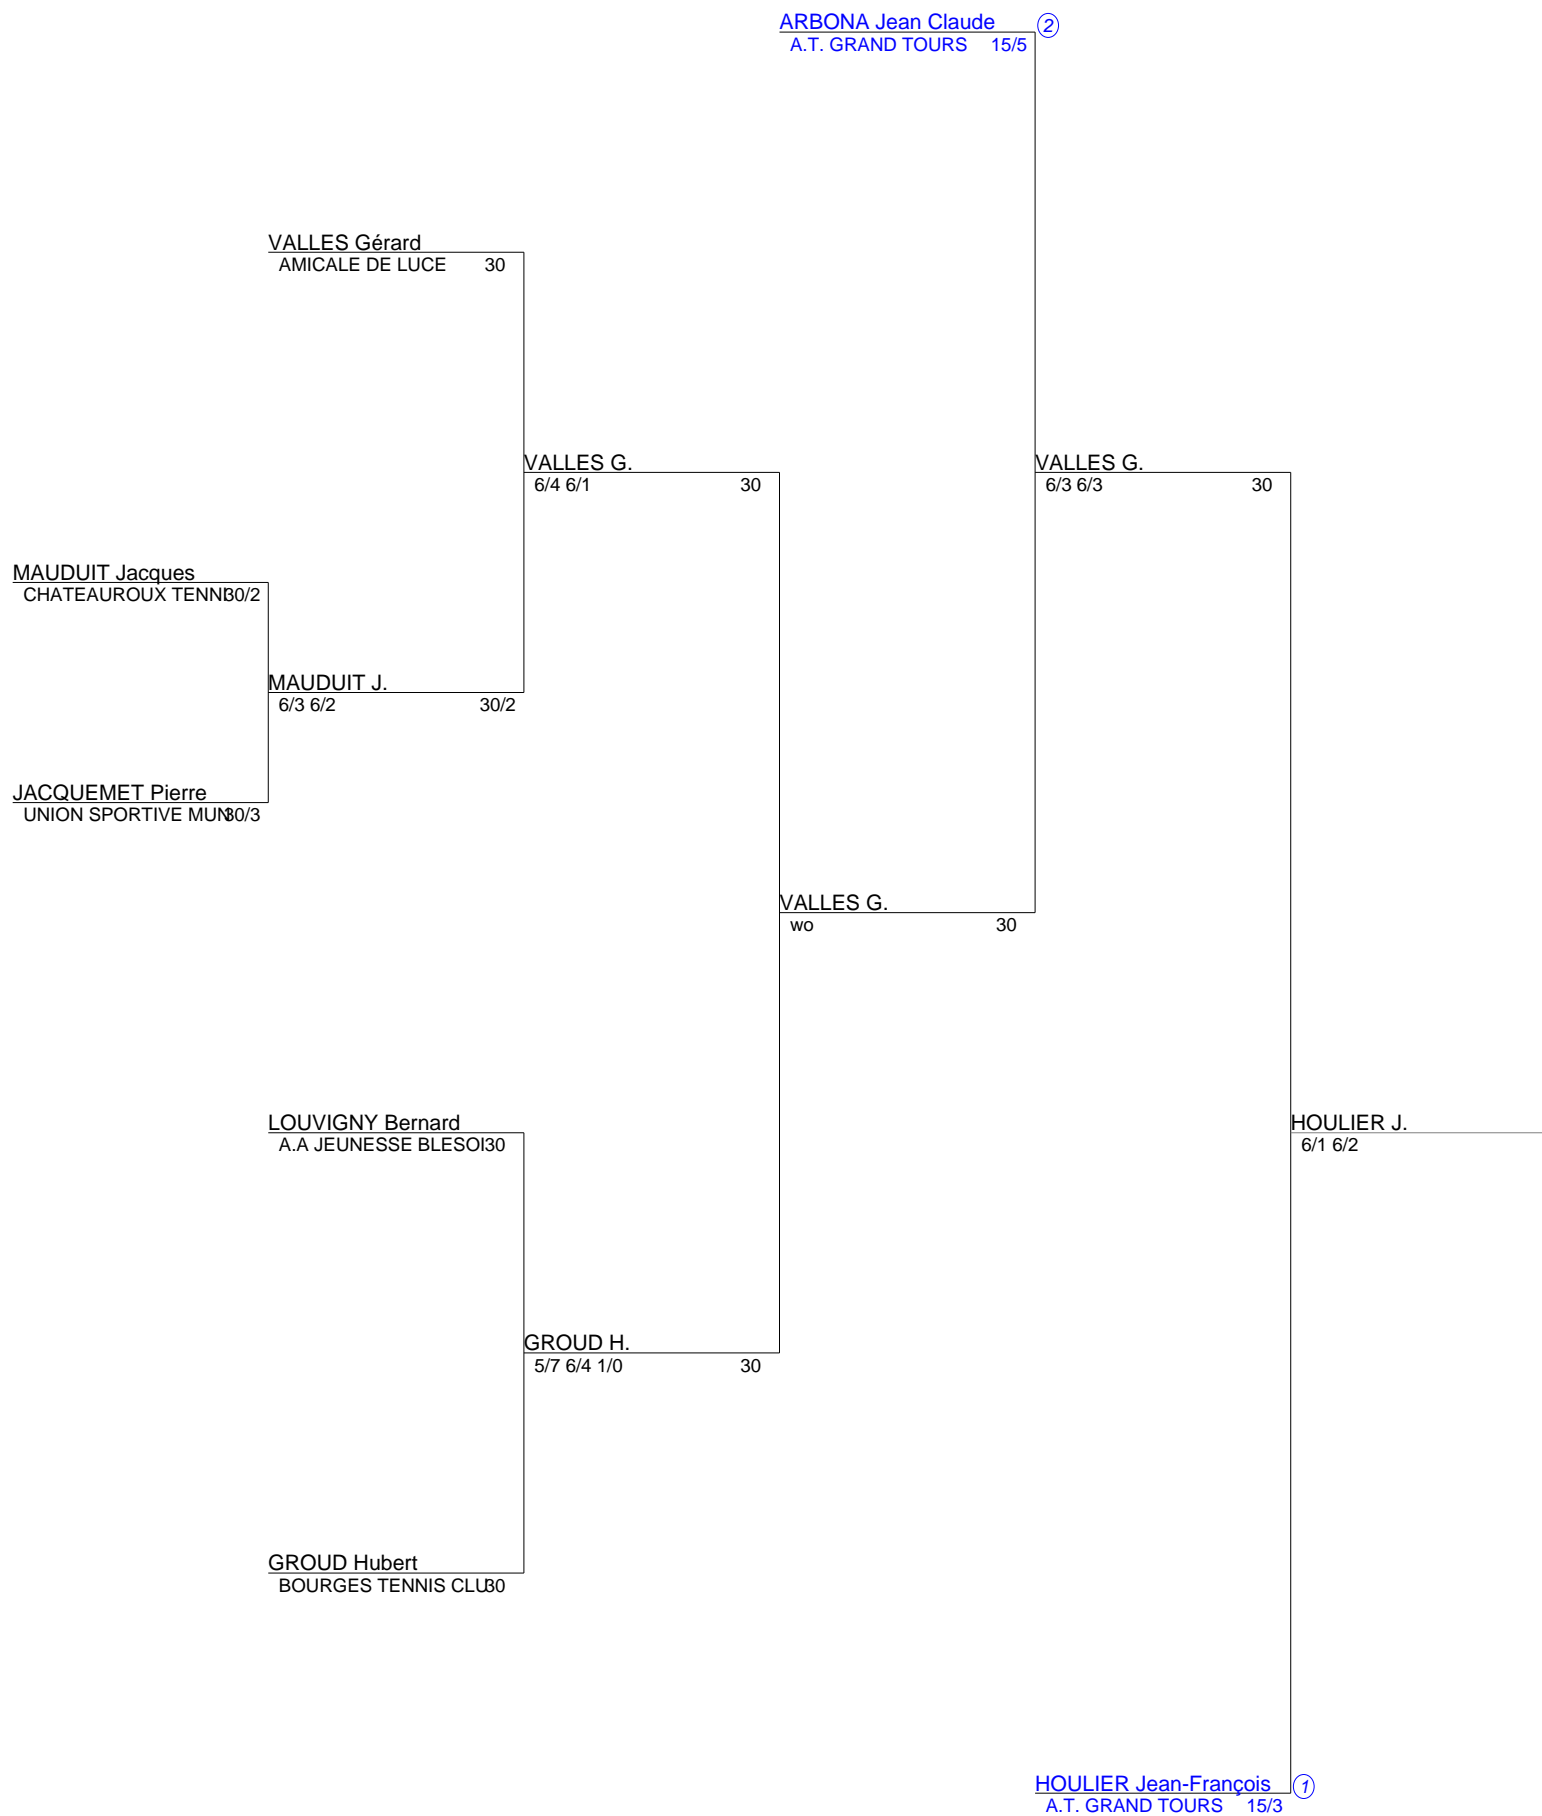 ARBONA Jean Claude 2
A.T. GRAND TOURS 15/5
VALLES Gérard
AMICALE DE LUCE 30
VALLES G.
6/4 6/1 30
VALLES G.
6/3 6/3 30
MAUDUIT Jacques
CHATEAUROUX TENNI30/2
MAUDUIT J.
6/3 6/2 30/2
JACQUEMET Pierre
UNION SPORTIVE MUN30/3
VALLES G.
wo 30
LOUVIGNY Bernard
A.A JEUNESSE BLESOI30
HOULIER J.
6/1 6/2
GROUD H.
5/7 6/4 1/0 30
GROUD Hubert
BOURGES TENNIS CLU30
HOULIER Jean-François 1
A.T. GRAND TOURS 15/3